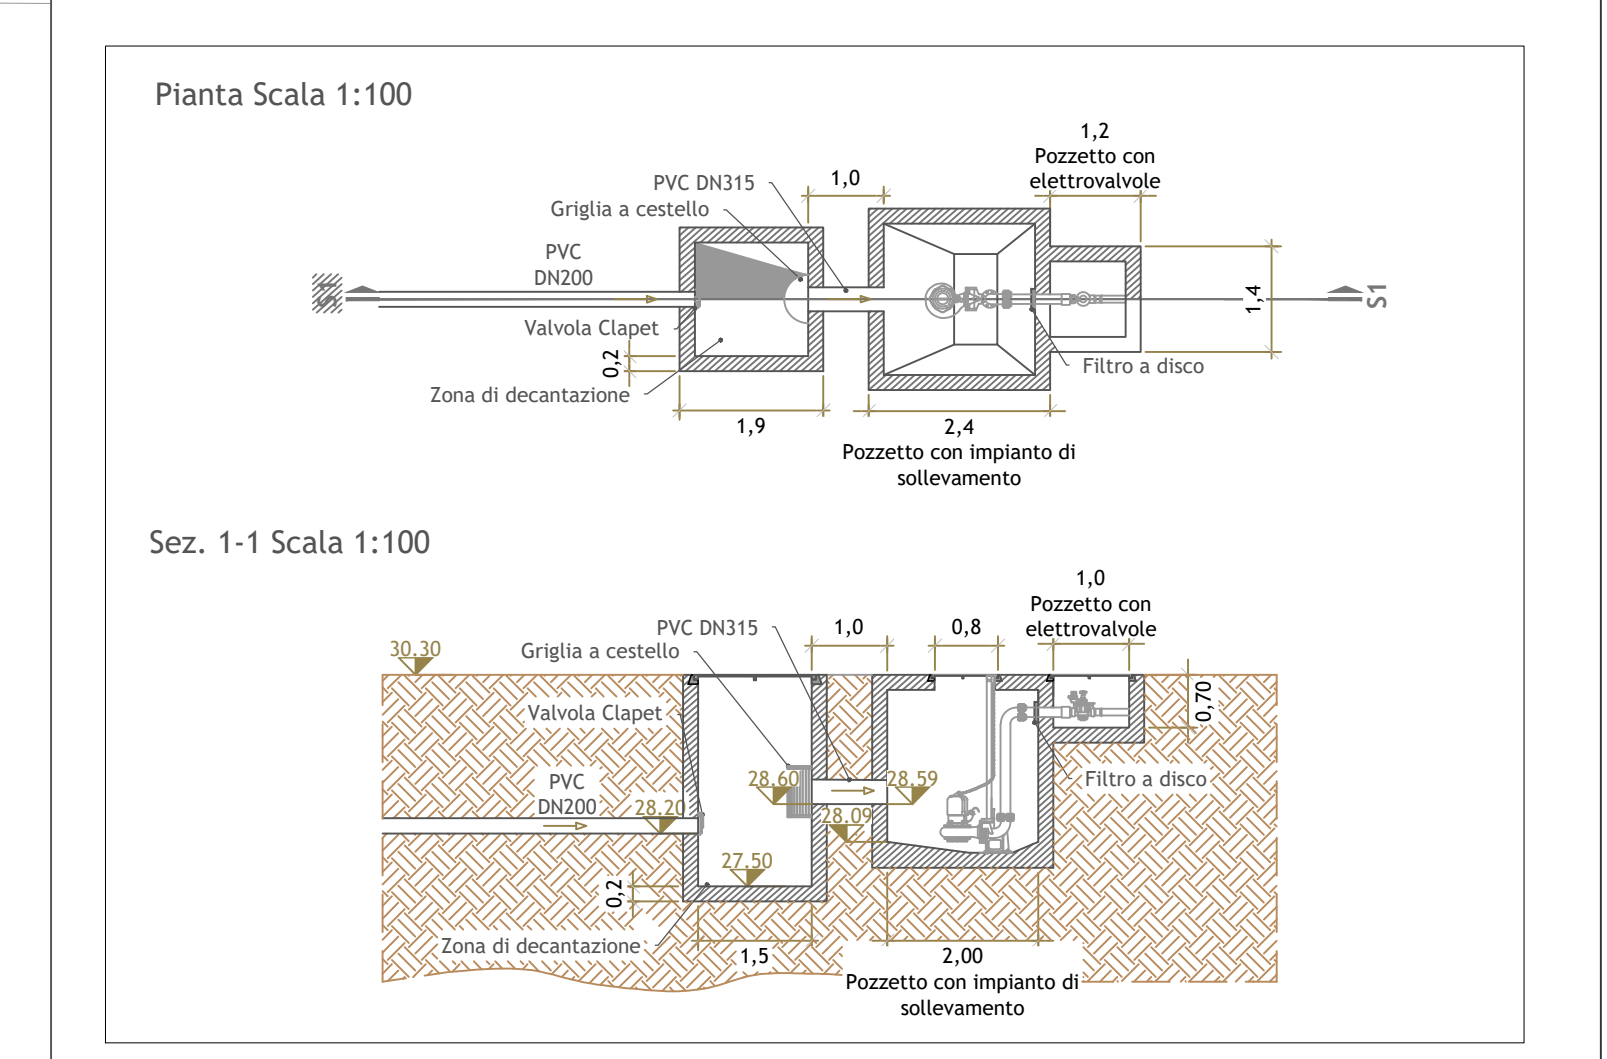 Pianta Scala 1:100
1,2
Pozzetto con
elettrovalvole
PVC DN315
1,0
Griglia a cestello
PVC
DN200
S1
S1
1,4
Valvola Clapet
0,2
Filtro a disco
Zona di decantazione
1,9
2,4
Pozzetto con impianto di
sollevamento
Sez. 1-1 Scala 1:100
1,0
Pozzetto con
elettrovalvole
PVC DN315
1,0
0,8
30.30
Griglia a cestello
0,70
Valvola Clapet
PVC
DN200
28.60
28.59
Filtro a disco
28.20
28.09
27.50
0,2
Zona di decantazione
1,5
2,00
Pozzetto con impianto di
sollevamento